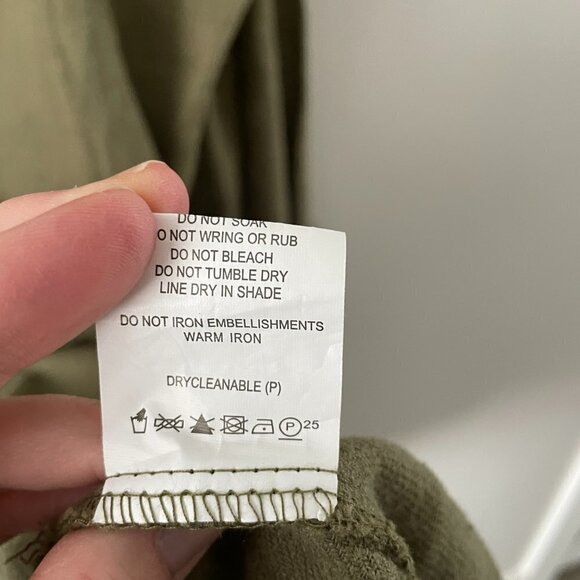 DO NOT SOAK
O NOT WRING OR RUB
DO NOT BLEACH
DO NOT TUMBLE DRY
LINE DRY IN SHADE
DO NOT IRON EMBELLISHMENTS
WARM IRON
DRYCLEANABLE (P)
P 25